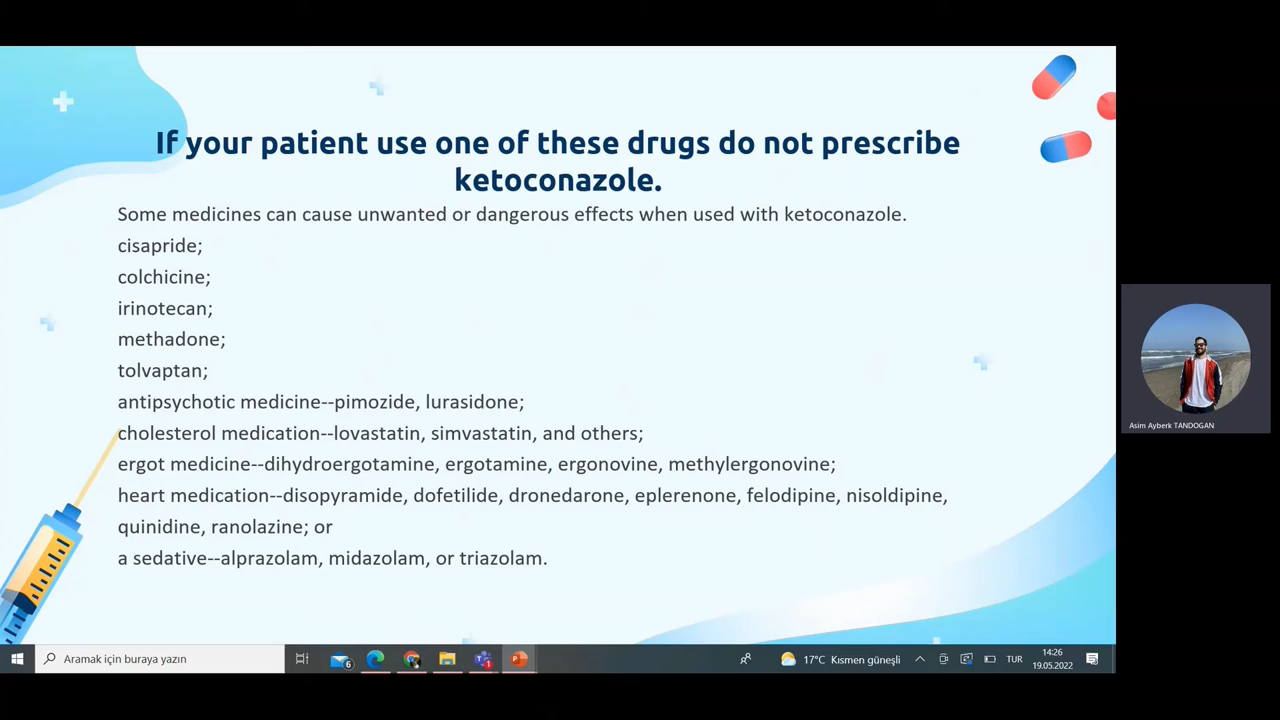 If your patient use one of these drugs do not prescribe
ketoconazole.
Some medicines can cause unwanted or dangerous effects when used with ketoconazole.
cisapride;
colchicine;
irinotecan;
methadone;
tolvaptan;
antipsychotic medicine--pimozide, lurasidone;
cholesterol medication--lovastatin, simvastatin, and others;
ergot medicine--dihydroergotamine, ergotamine, ergonovine, methylergonovine;
heart medication--disopyramide, dofetilide, dronedarone, eplerenone, felodipine, nisoldipine,
quinidine, ranolazine; or
a sedative--alprazolam, midazolam, or triazolam.
Asim Ayberk TANDOGAN
Aramak için buraya yazın
6
1
17°C Kısmen güneşli
TUR
14:26
19.05.2022